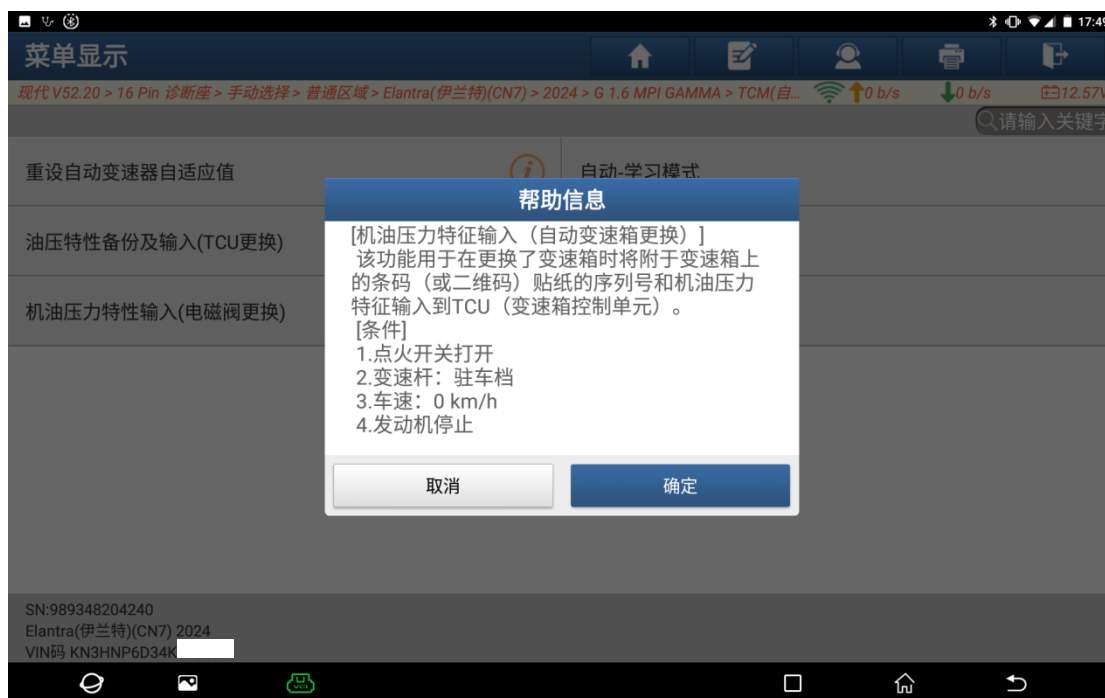 17:49
菜单显示
现代 V52.20 > 16 Pin 诊断座 > 手动选择 > 普通区域 > Elantra(伊兰特)(CN7) > 2024 > G 1.6 MPI GAMMA > TCM(自... 0 b/s 0 b/s 12.57V
请输入关键字
重设自动变速器自适应值
自动-学习模式
油压特性备份及输入(TCU更换)
机油压力特性输入(电磁阀更换)
帮助信息
[机油压力特征输入（自动变速箱更换）]
该功能用于在更换了变速箱时将附于变速箱上
的条码（或二维码）贴纸的序列号和机油压力
特征输入到TCU（变速箱控制单元）。
[条件]
1.点火开关打开
2.变速杆：驻车档
3.车速：0 km/h
4.发动机停止
取消
确定
SN:989348204240
Elantra(伊兰特)(CN7) 2024
VIN码 KN3HNP6D34K
VCI